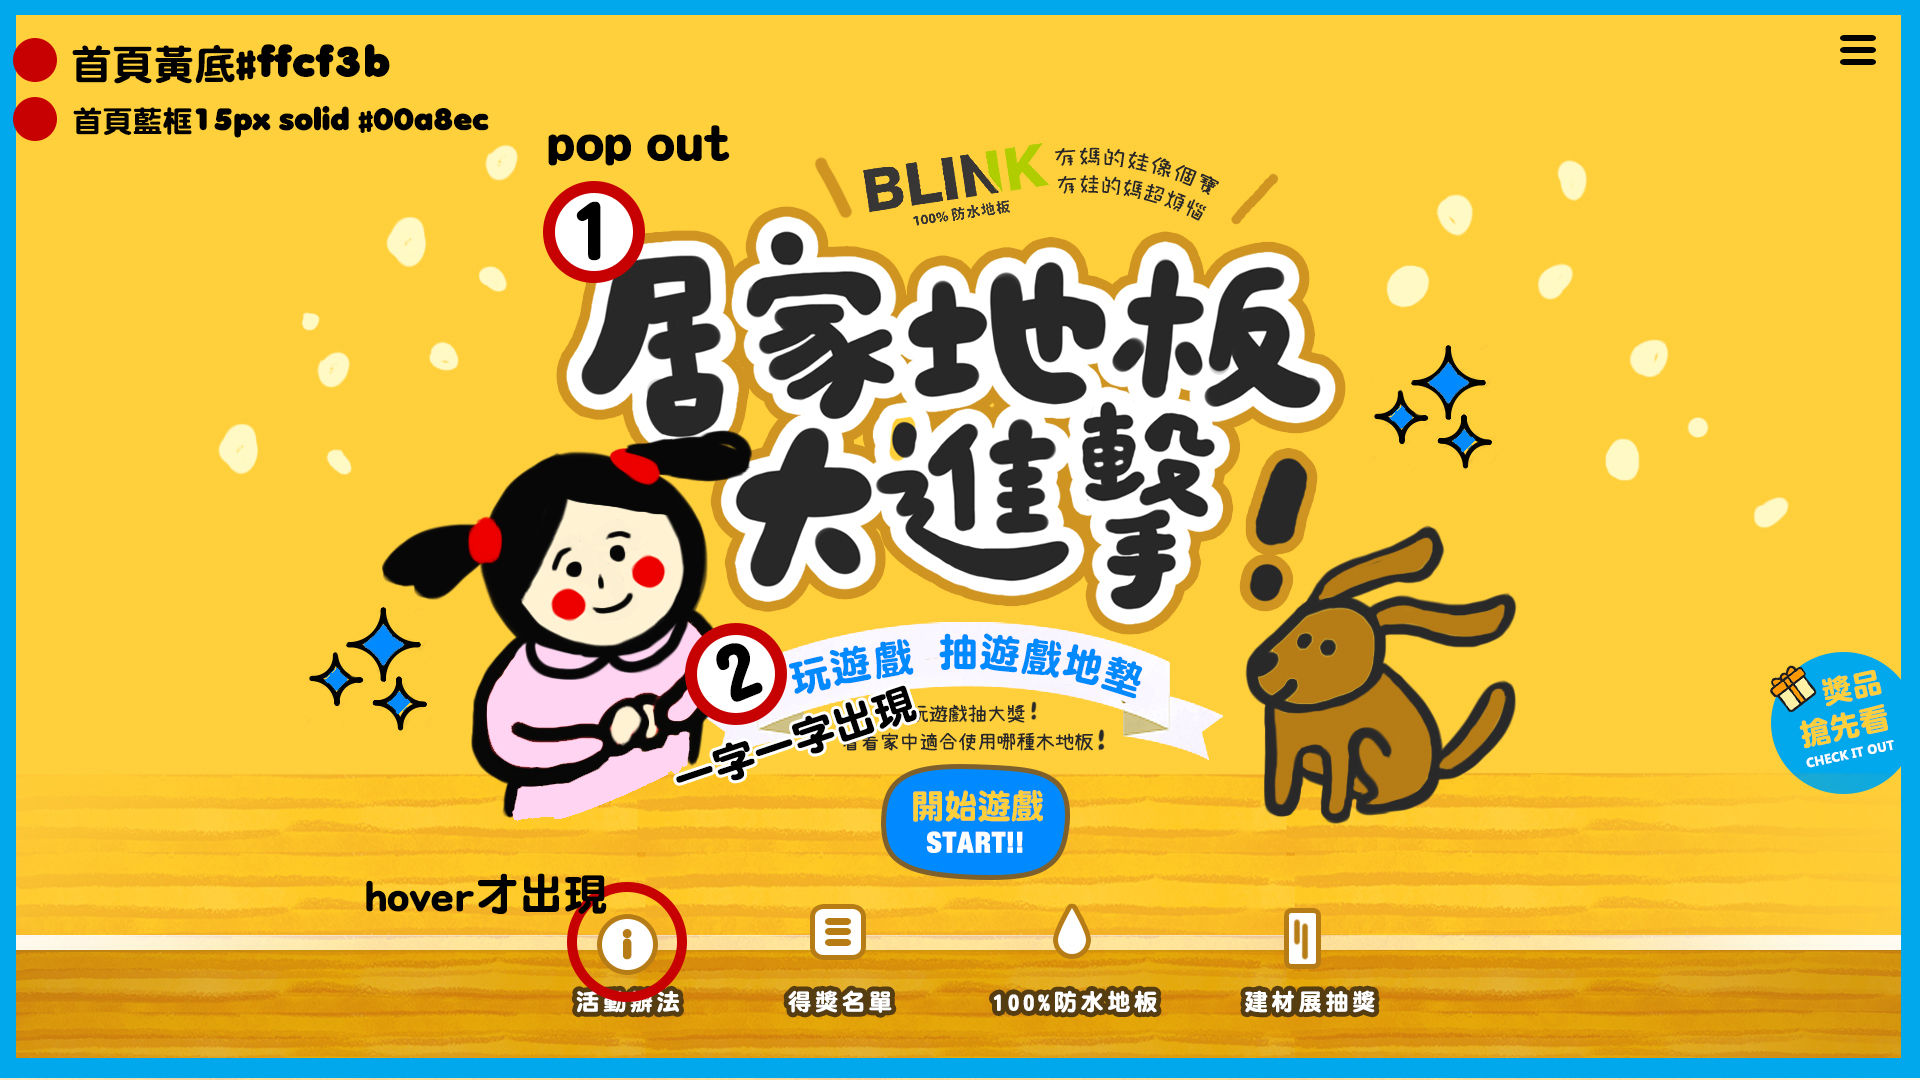 首頁黃底#ffcf3b
首頁藍框15px solid #00a8ec
pop out
1
BLINK
100% 防水地板
有媽的娃像個寶
有娃的媽超煩惱
居家地板
大進擊!
2
玩遊戲 抽遊戲地墊
一字一字出現
玩遊戲抽大獎!
看看家中適合使用哪種木地板!
獎品
搶先看
CHECK IT OUT
開始遊戲
START!!
hover才出現
活動辦法
得獎名單
100%防水地板
建材展抽獎